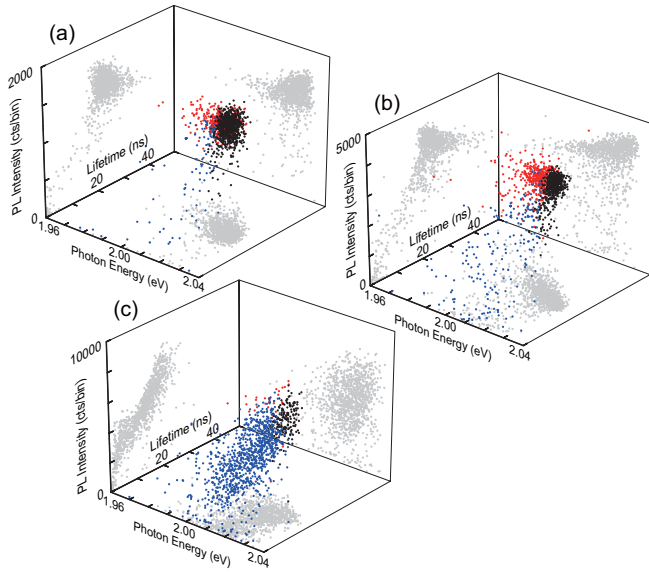 (a)
2000
PL Intensity (cts/bin)
0
Lifetime (ns)
20
40
1.96
2.00
2.04
Photon Energy (eV)
(b)
5000
PL Intensity (cts/bin)
0
Lifetime (ns)
20
40
1.96
2.00
2.04
Photon Energy (eV)
(c)
10000
PL Intensity (cts/bin)
0
Lifetime (ns)
20
40
1.96
2.00
2.04
Photon Energy (eV)